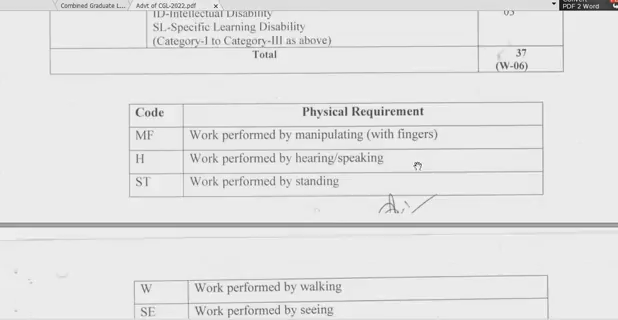 Combined Graduate L...
Advt of CGL-2022.pdf
Convert
PDF 2 Word
ID-Intellectual Disability
03
SL-Specific Learning Disability
(Category-I to Category-III as above)
Total 37
(W-06)
Code Physical Requirement
MF Work performed by manipulating (with fingers)
H Work performed by hearing/speaking
ST Work performed by standing
W Work performed by walking
SE Work performed by seeing